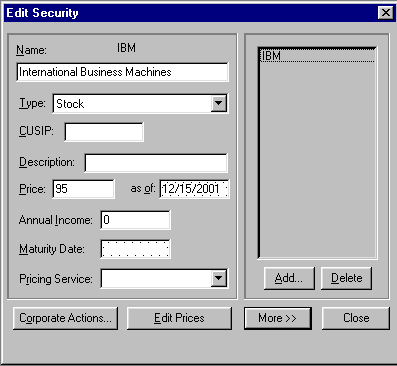 Edit Security
Name: IBM
International Business Machines
Type: Stock
CUSIP:
Description:
Price: 95 as of: 12/15/2001
Annual Income: 0
Maturity Date:
Pricing Service:
IBM
Add... Delete
Corporate Actions... Edit Prices More >> Close